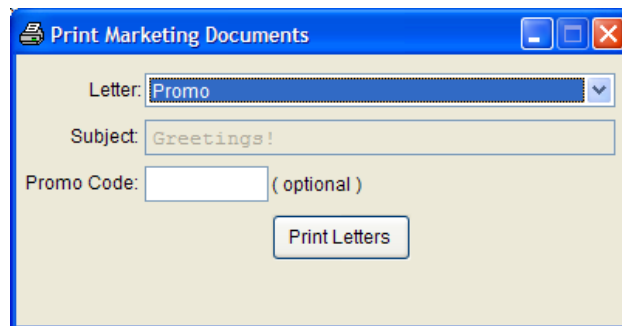 Print Marketing Documents
Letter: Promo
Subject: Greetings!
Promo Code: ( optional )
Print Letters